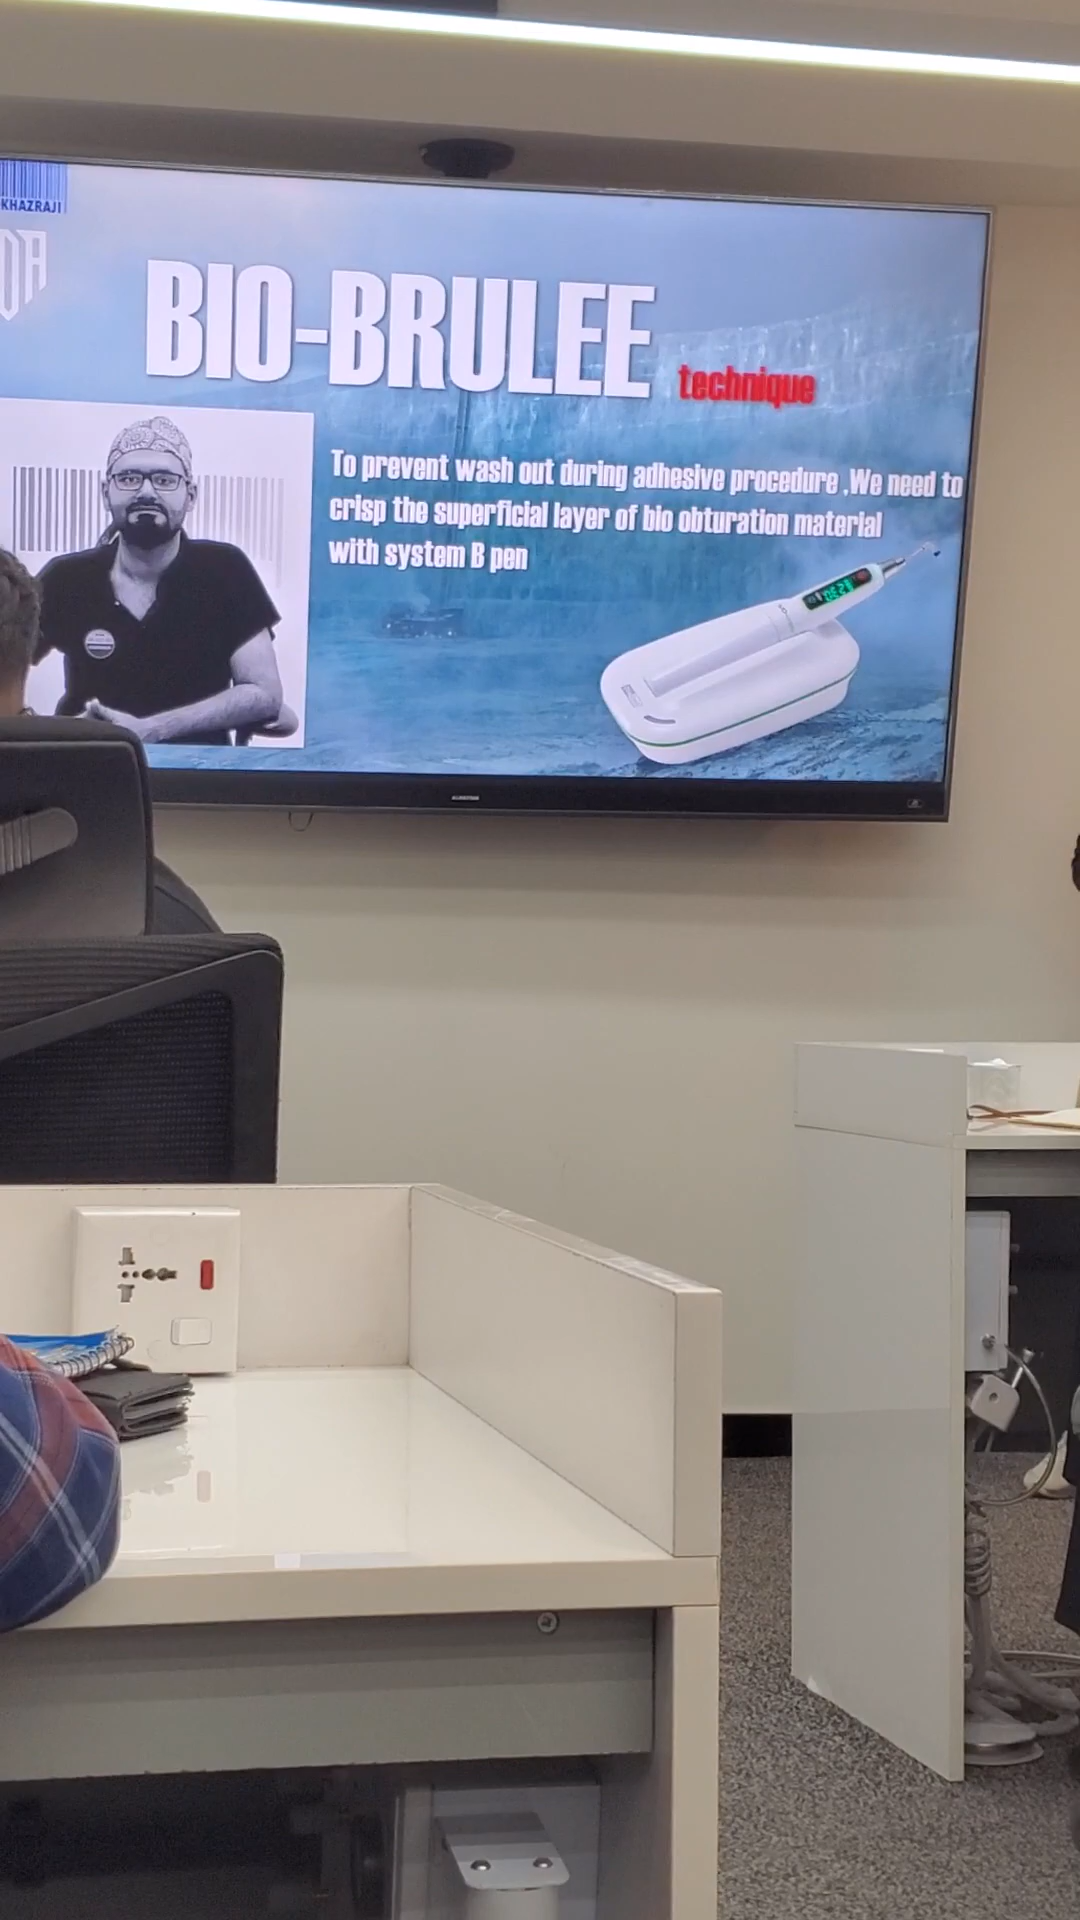 KHAZRAJI
BIO-BRULEE
technique
To prevent wash out during adhesive procedure ,We need to
crisp the superficial layer of bio obturation material
with system B pen